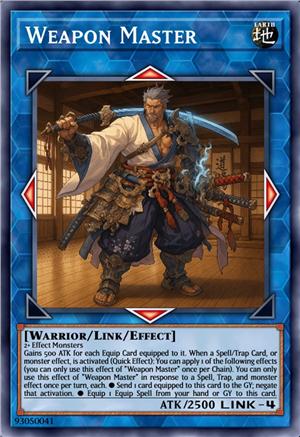 Weapon Master
EARTH
地
[Warrior/Link/Effect]
2+ Effect Monsters
Gains 500 ATK for each Equip Card equipped to it. When a Spell/Trap Card, or
monster effect, is activated (Quick Effect): You can apply 1 of the following effects
(you can only use this effect of "Weapon Master" once per Chain). You can only
use this effect of "Weapon Master" in response to a Spell, Trap, and monster
effect once per turn, each. ● Send 1 card equipped to this card to the GY; negate
that activation. ● Equip 1 Equip Spell from your hand or GY to this card.
ATK/2500 LINK-4
93050041